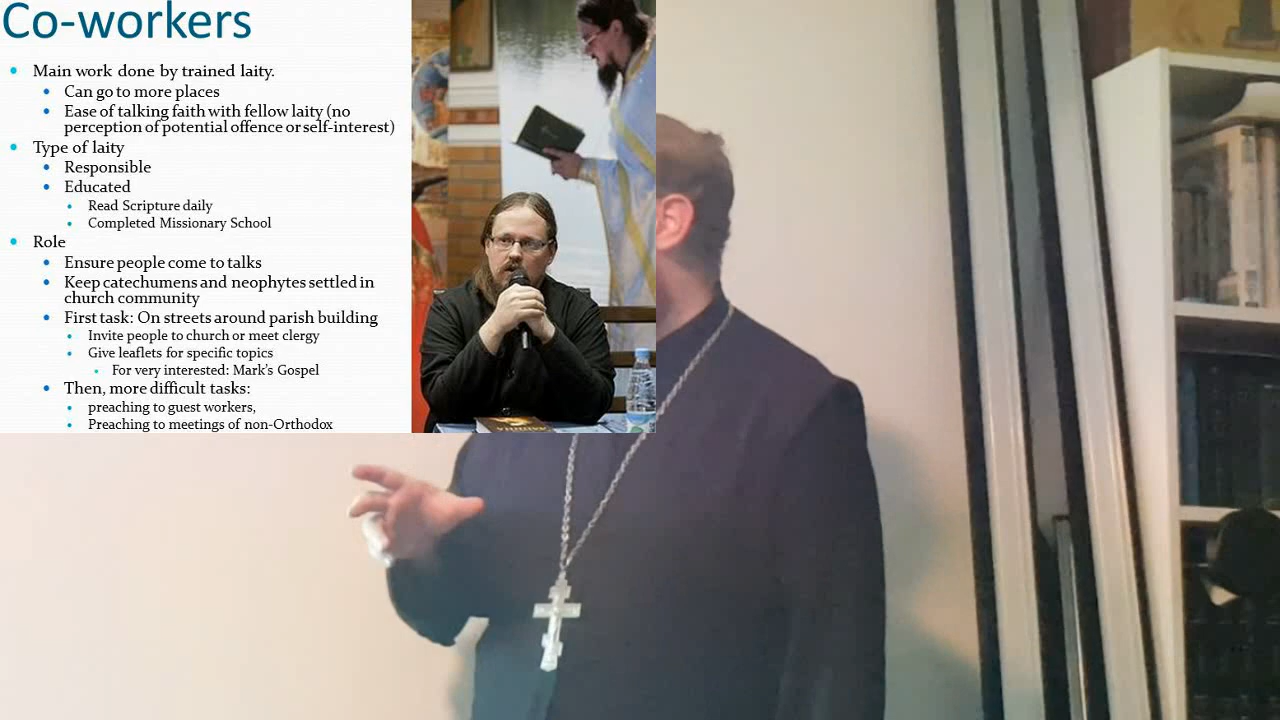 Co-workers
Main work done by trained laity.
Can go to more places
Ease of talking faith with fellow laity (no
perception of potential offence or self-interest)
Type of laity
Responsible
Educated
Read Scripture daily
Completed Missionary School
Role
Ensure people come to talks
Keep catechumens and neophytes settled in
church community
First task: On streets around parish building
Invite people to church or meet clergy
Give leaflets for specific topics
For very interested: Mark's Gospel
Then, more difficult tasks:
preaching to guest workers,
Preaching to meetings of non-Orthodox